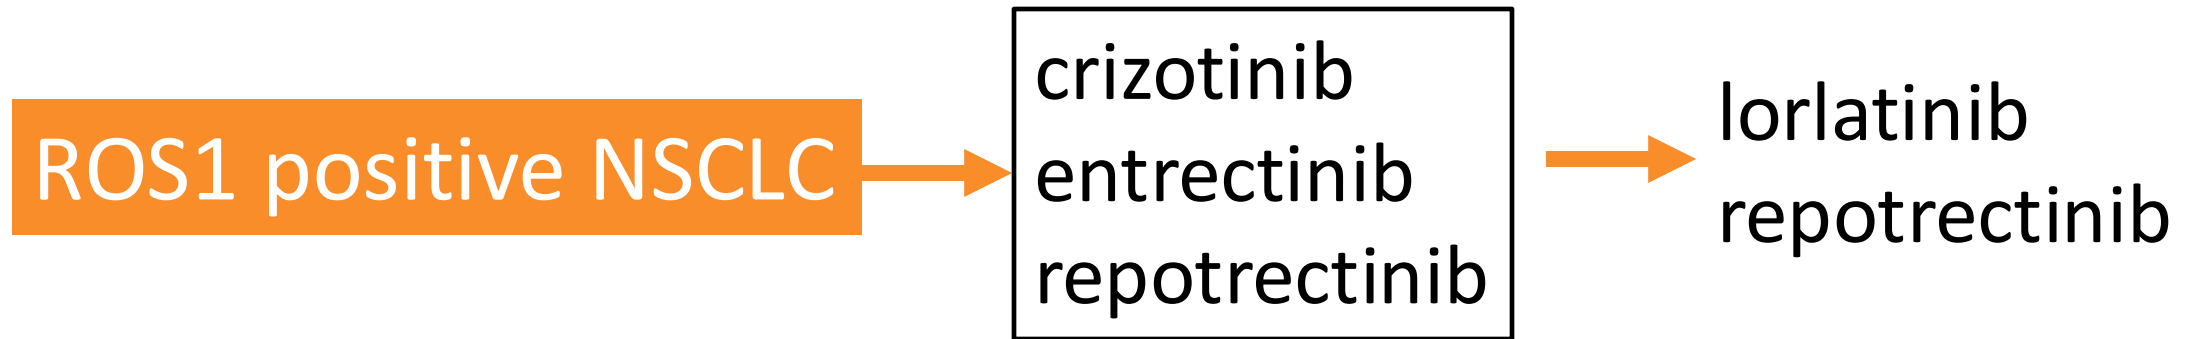 ROS1 positive NSCLC
crizotinib
entrectinib
repotrectinib
lorlatinib
repotrectinib